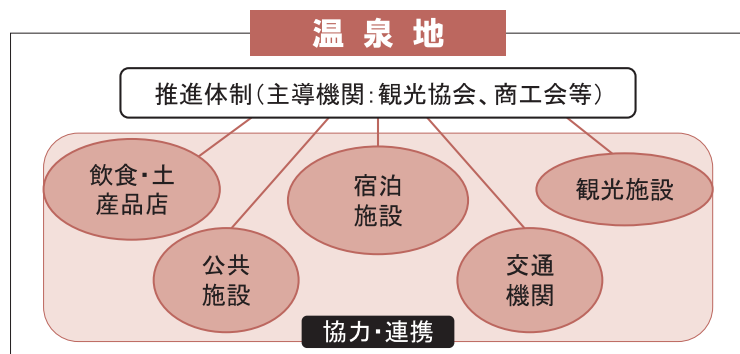 温泉地
推進体制(主導機関:観光協会、商工会等)
飲食・土
産品店
宿泊
施設
観光施設
公共
施設
交通
機関
協力・連携